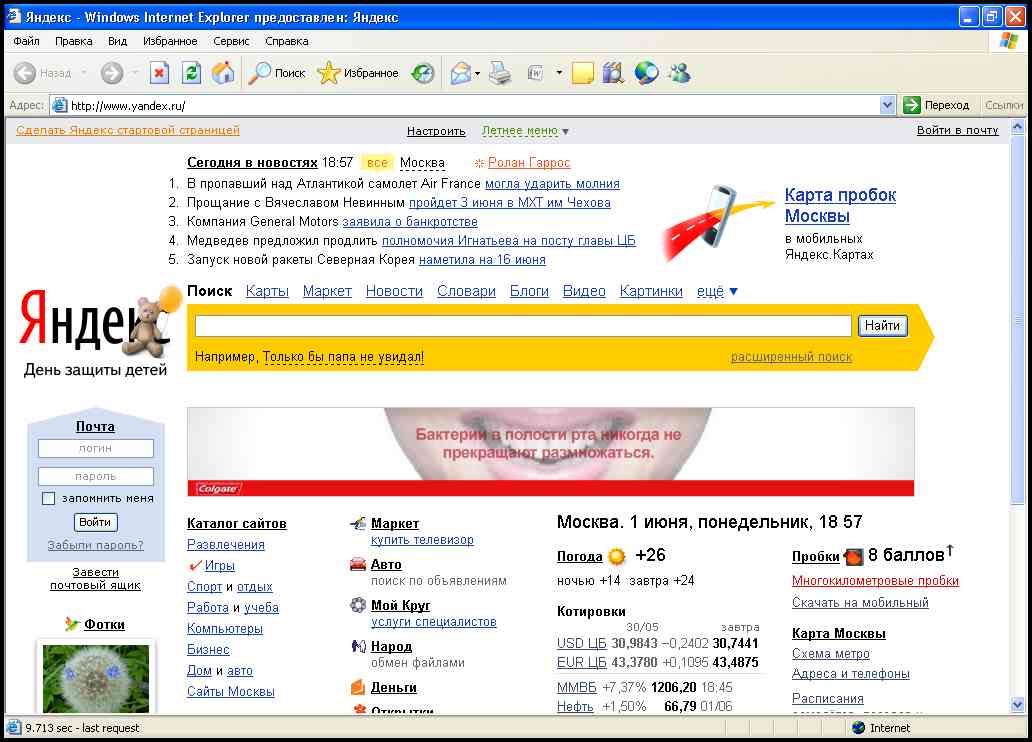 Яндекс - Windows Internet Explorer предоставлен: Яндекс
Файл Правка Вид Избранное Сервис Справка
Назад Поиск Избранное
Адрес: http://www.yandex.ru/ Переход Ссылки
Сделать Яндекс стартовой страницей Настроить Летнее меню ▼ Войти в почту
Сегодня в новостях 18:57 все Москва Ролан Гаррос
1. В пропавший над Атлантикой самолет Air France могла ударить молния
2. Прощание с Вячеславом Невинным пройдет 3 июня в МХТ им Чехова
3. Компания General Motors заявила о банкротстве
4. Медведев предложил продлить полномочия Игнатьева на посту главы ЦБ
5. Запуск новой ракеты Северная Корея наметила на 16 июня
Карта пробок
Москвы
в мобильных
Яндекс.Картах
Яндекс
День защиты детей
Поиск Карты Маркет Новости Словари Блоги Видео Картинки ещё ▼
Найти
Например, Только бы папа не увидал! расширенный поиск
Почта
логин
пароль
запомнить меня
Войти
Забыли пароль?
Завести
почтовый ящик
Фотки
Бактерии в полости рта никогда не
прекращают размножаться.
Colgate
Каталог сайтов
Развлечения
Игры
Спорт и отдых
Работа и учеба
Компьютеры
Бизнес
Дом и авто
Сайты Москвы
Маркет
купить телевизор
Авто
поиск по объявлениям
Мой Круг
услуги специалистов
Народ
обмен файлами
Деньги
Открытки
Москва. 1 июня, понедельник, 18 57
Погода +26
ночью +14 завтра +24
Котировки
30/05 завтра
USD ЦБ 30,9843 −0,2402 30,7441
EUR ЦБ 43,3780 +0,1095 43,4875
ММВБ +7,37% 1206,20 18:45
Нефть +1,50% 66,79 01/06
Пробки 8 баллов↑
Многокилометровые пробки
Скачать на мобильный
Карта Москвы
Схема метро
Адреса и телефоны
Расписания
9.713 sec - last request Internet